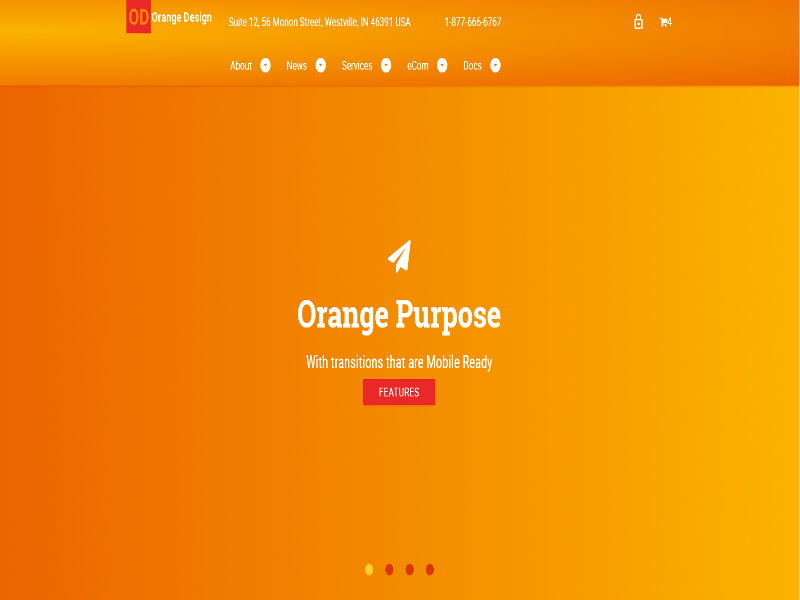 OD Orange Design
Suite 12, 56 Monon Street, Westville, IN 46391 USA
1-877-666-6767
4
About
News
Services
eCom
Docs
Orange Purpose
With transitions that are Mobile Ready
FEATURES